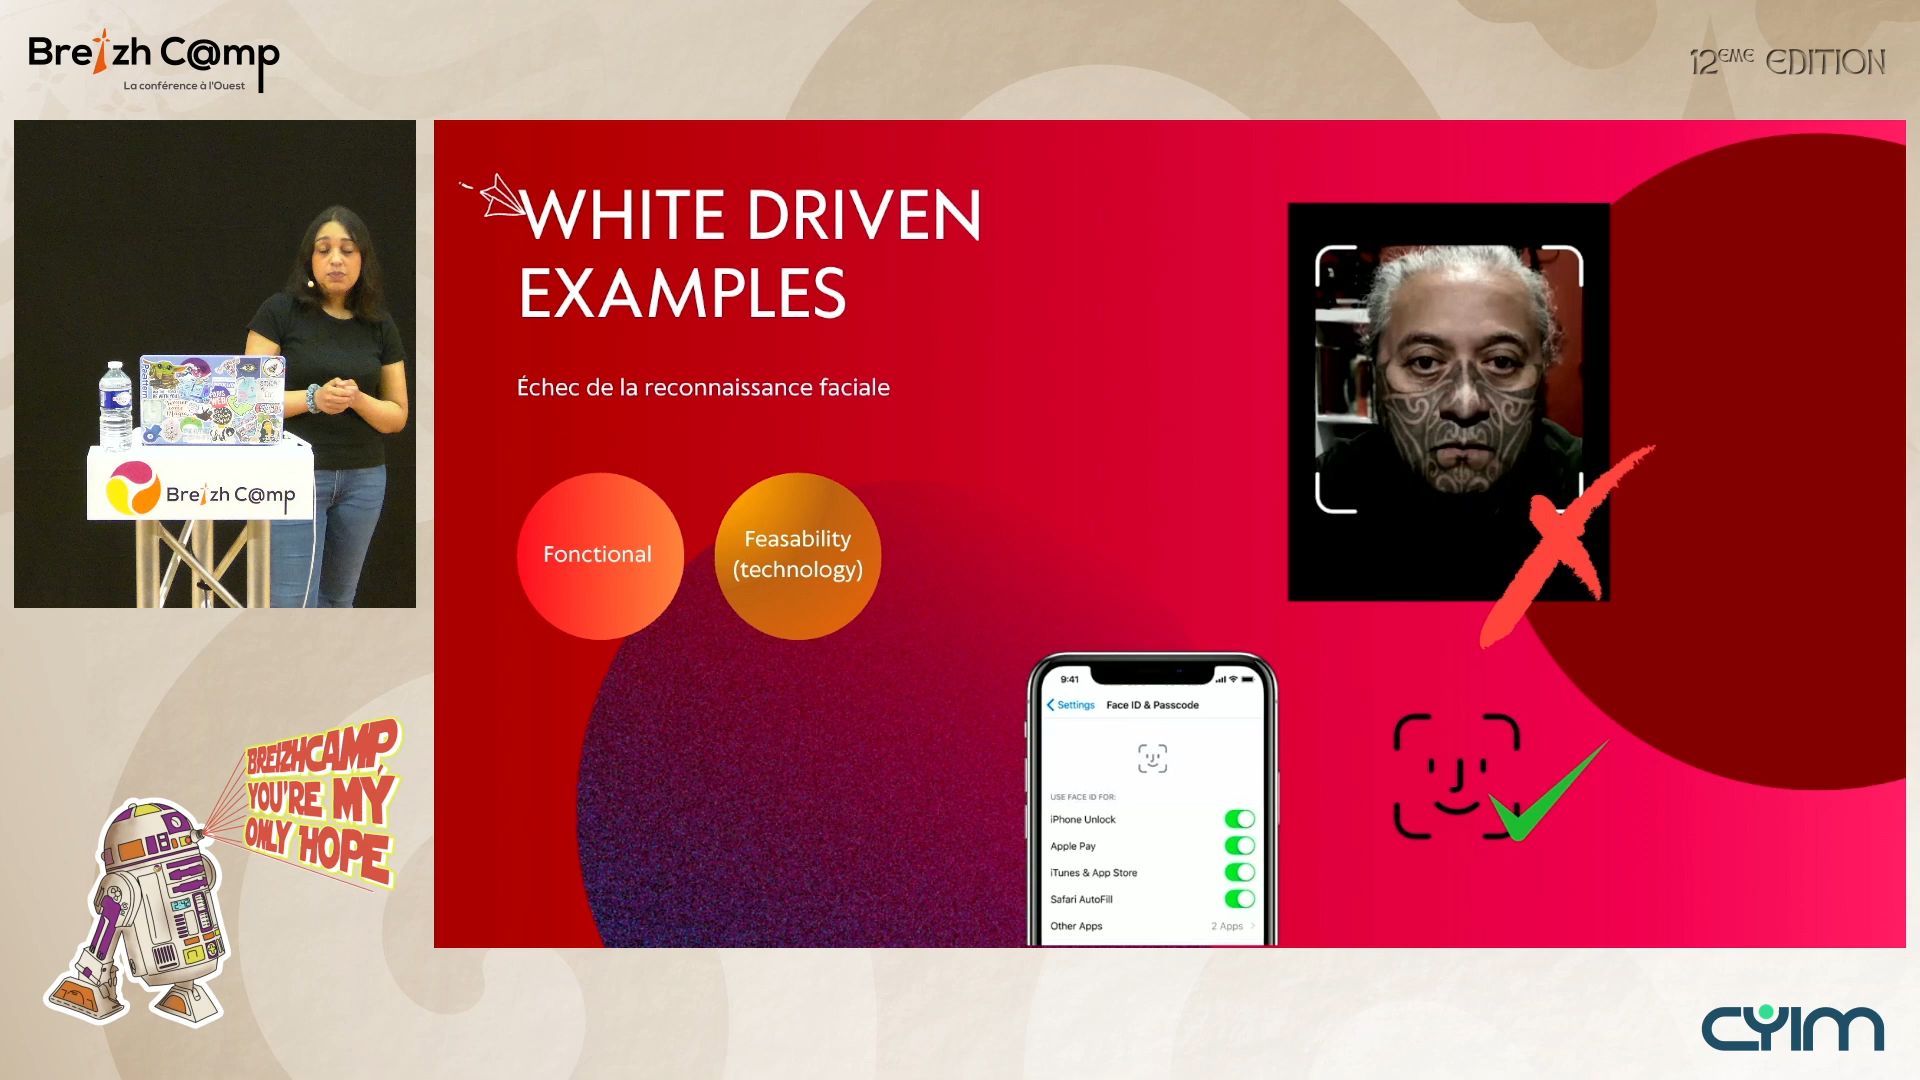 Breizh C@mp
La conférence à l'Ouest
12EME EDITION
WHITE DRIVEN
EXAMPLES
Échec de la reconnaissance faciale
Fonctional
Feasability
(technology)
9:41
Settings
Face ID & Passcode
USE FACE ID FOR:
iPhone Unlock
Apple Pay
iTunes & App Store
Safari AutoFill
Other Apps
2 Apps
Breizh C@mp
BREIZHCAMP,
YOU'RE MY
ONLY HOPE
CYIM